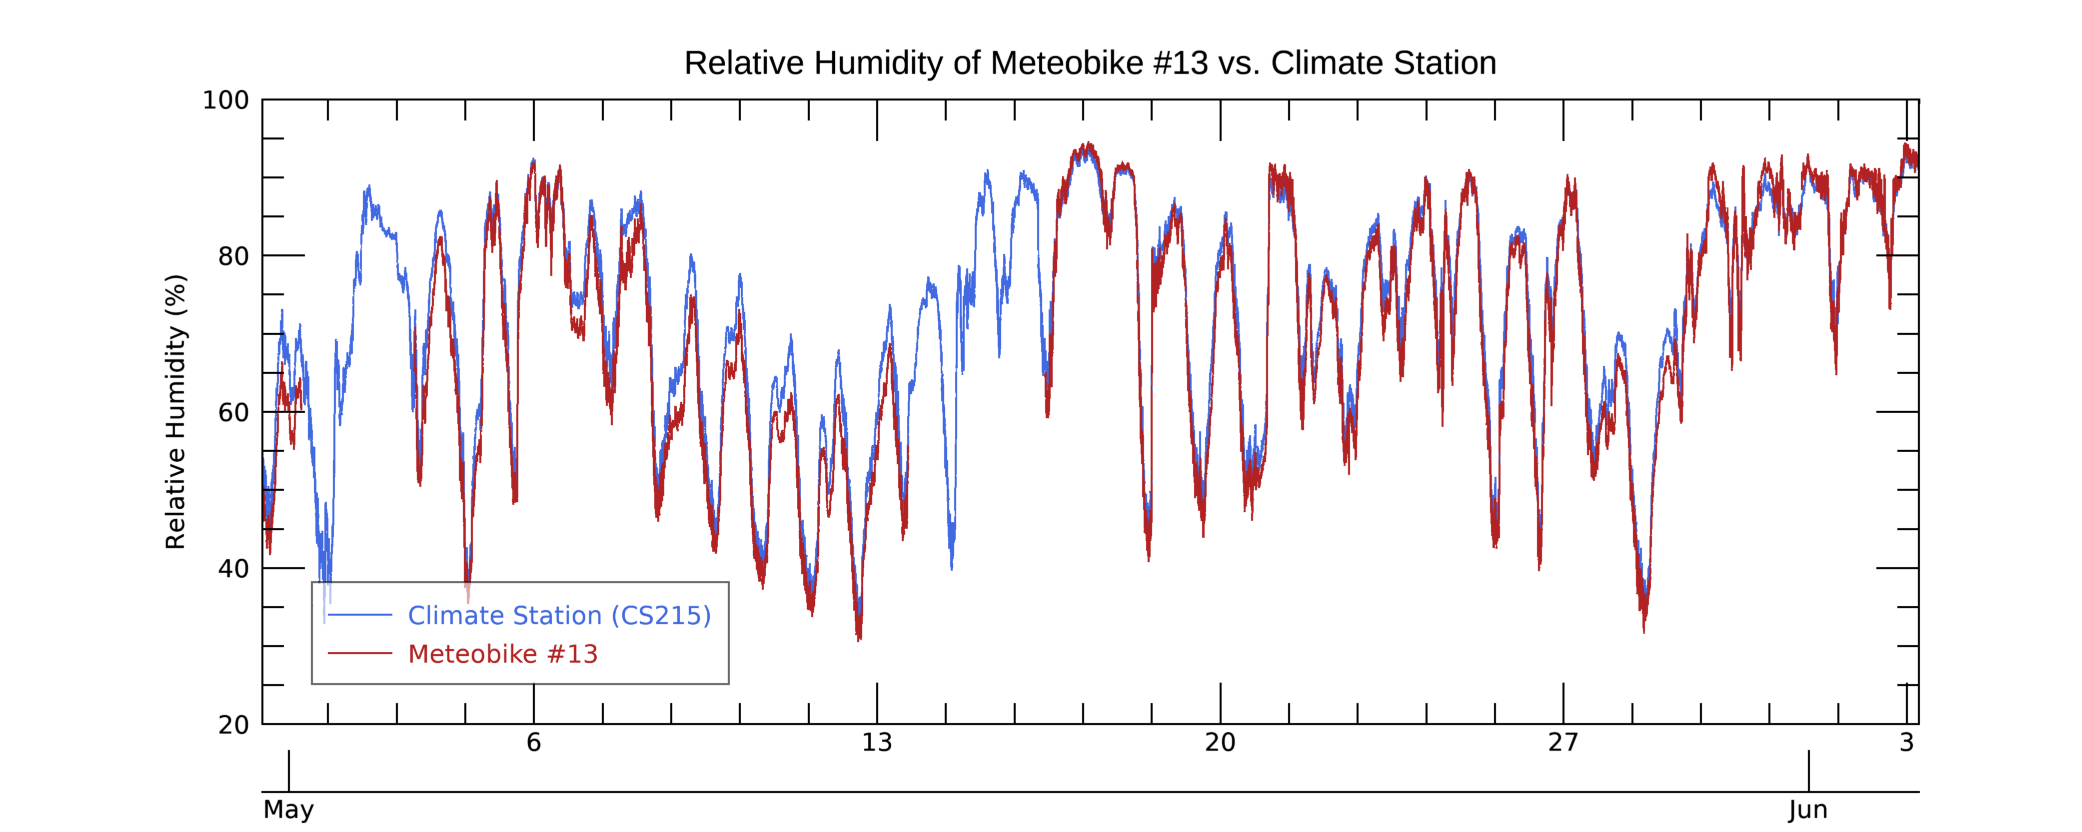 Relative Humidity of Meteobike #13 vs. Climate Station
Relative Humidity (%)
100
80
60
40
20
Climate Station (CS215)
Meteobike #13
6 13 20 27 3
May Jun